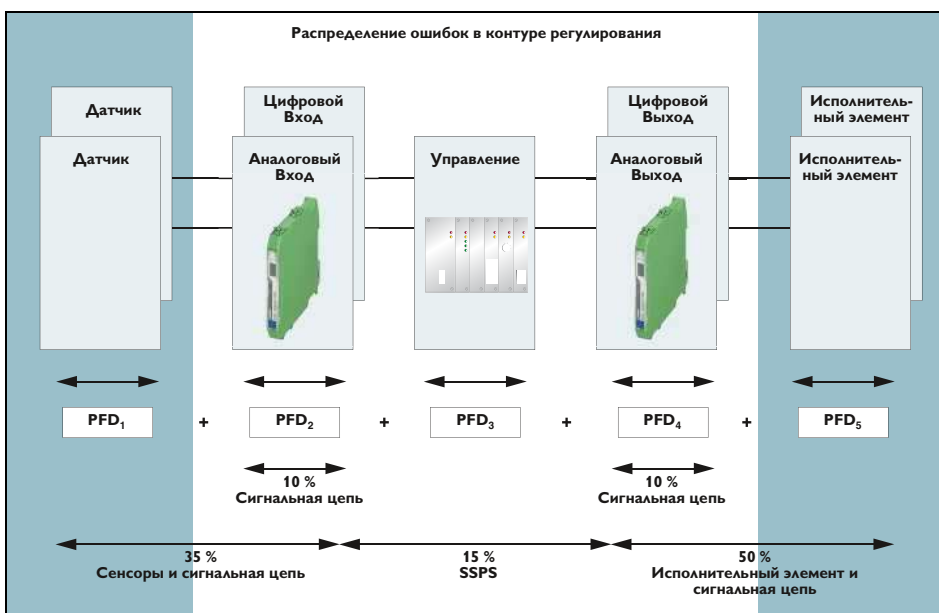 Распределение ошибок в контуре регулирования
Датчик
Датчик
Цифровой
Вход
Аналоговый
Вход
Управление
Цифровой
Выход
Аналоговый
Выход
Исполнитель-
ный элемент
Исполнитель-
ный элемент
PFD1 + PFD2 + PFD3 + PFD4 + PFD5
10 %
Сигнальная цепь
10 %
Сигнальная цепь
35 %
Сенсоры и сигнальная цепь
15 %
SSPS
50 %
Исполнительный элемент и
сигнальная цепь